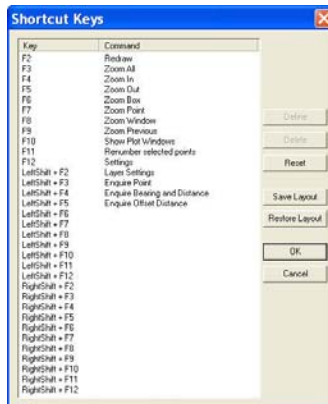 Shortcut Keys
Key Command
F2 Redraw
F3 Zoom All
F4 Zoom In
F5 Zoom Out
F6 Zoom Box
F7 Zoom Point
F8 Zoom Window
F9 Zoom Previous
F10 Show Plot Windows
F11 Renumber selected points
F12 Settings
LeftShift + F2 Layer Settings
LeftShift + F3 Enquire Point
LeftShift + F4 Enquire Bearing and Distance
LeftShift + F5 Enquire Offset Distance
LeftShift + F6
LeftShift + F7
LeftShift + F8
LeftShift + F9
LeftShift + F10
LeftShift + F11
LeftShift + F12
RightShift + F2
RightShift + F3
RightShift + F4
RightShift + F5
RightShift + F6
RightShift + F7
RightShift + F8
RightShift + F9
RightShift + F10
RightShift + F11
RightShift + F12
Define
Delete
Reset
Save Layout
Restore Layout
OK
Cancel